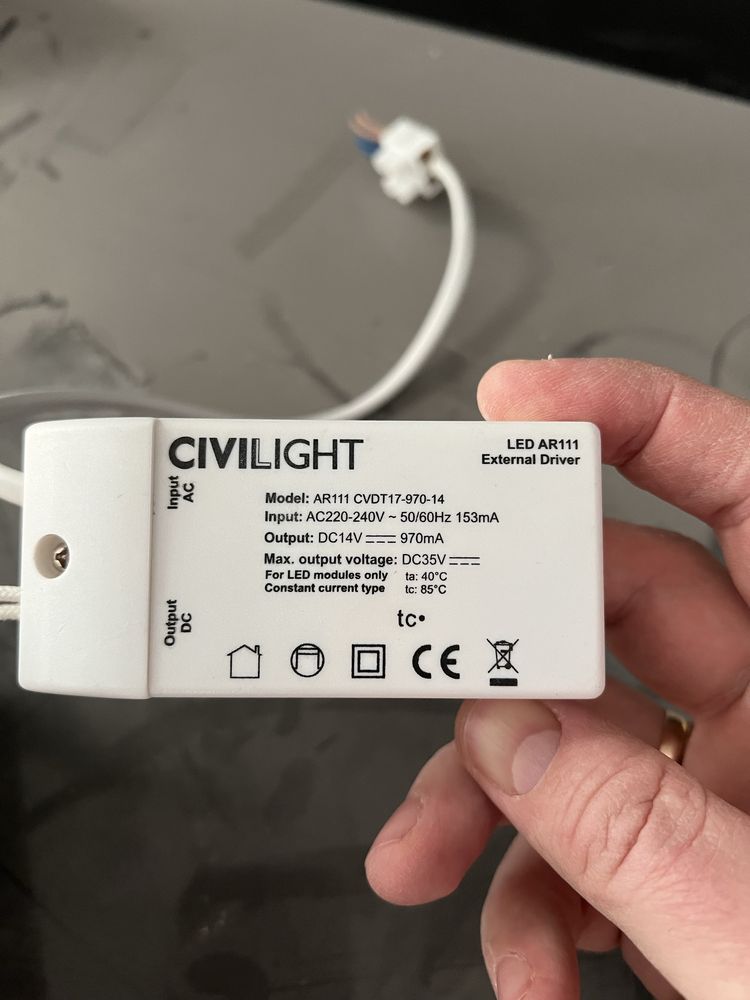 CIVILIGHT
LED AR111
External Driver
Input
AC
Model: AR111 CVDT17-970-14
Input: AC220-240V ~ 50/60Hz 153mA
Output: DC14V ⎓ 970mA
Max. output voltage: DC35V ⎓
For LED modules only ta: 40°C
Constant current type tc: 85°C
Output
DC
tc•
CE